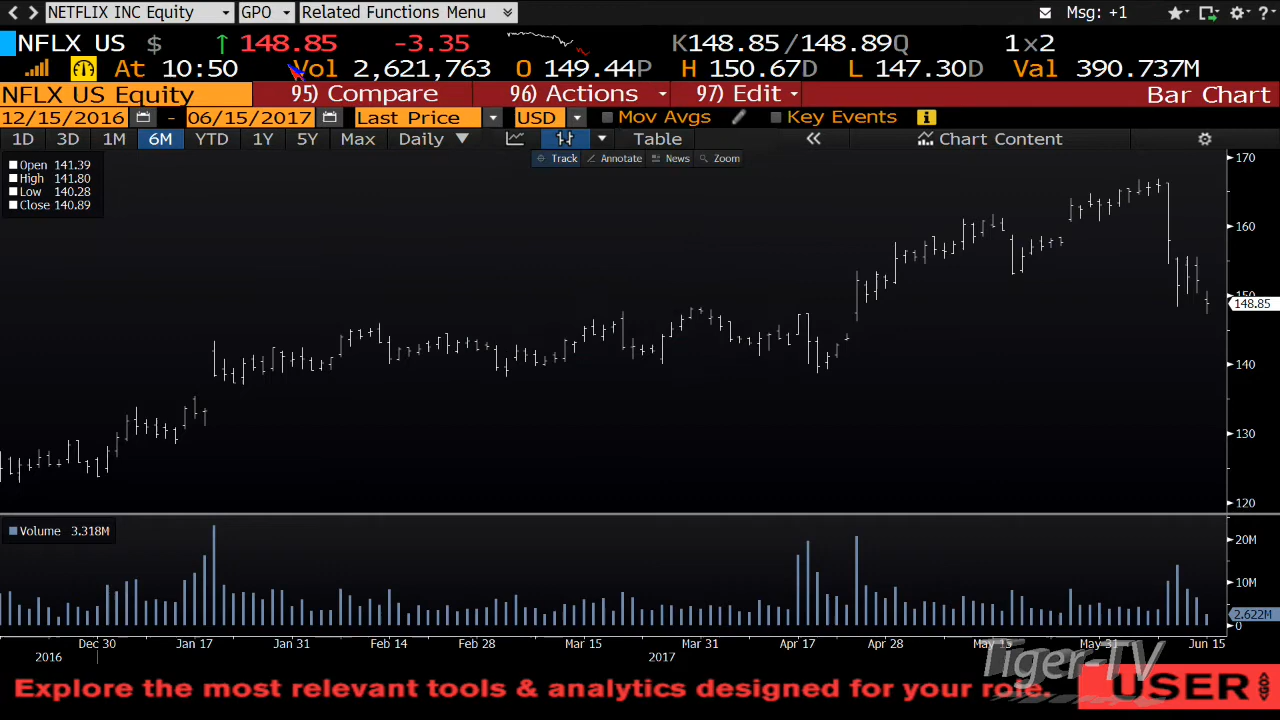 NETFLIX INC Equity GPO Related Functions Menu Msg: +1 ?
NFLX US $ ↑ 148.85 -3.35 K148.85/148.89Q 1×2
At 10:50 Vol 2,621,763 O 149.44P H 150.67D L 147.30D Val 390.737M
NFLX US Equity 95) Compare 96) Actions 97) Edit Bar Chart
12/15/2016 - 06/15/2017 Last Price USD Mov Avgs Key Events i
1D 3D 1M 6M YTD 1Y 5Y Max Daily Table « Chart Content
Track Annotate News Zoom
Open 141.39
High 141.80
Low 140.28
Close 140.89
170
160
150
148.85
140
130
120
Volume 3.318M
20M
10M
2.622M
0
Dec 30 Jan 17 Jan 31 Feb 14 Feb 28 Mar 15 Mar 31 Apr 17 Apr 28 May 15 May 31 Jun 15
2016 2017
Tiger-TV
Explore the most relevant tools & analytics designed for your role. USER